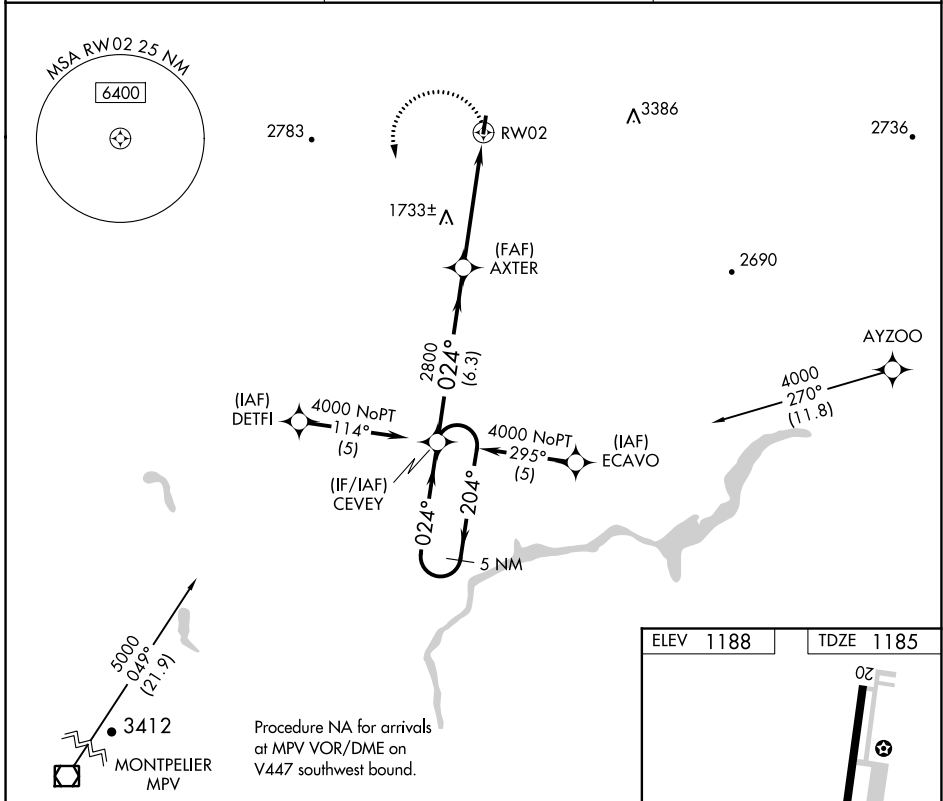 MSA RW02 25 NM
6400
2783
3386
2736
RW02
1733±
(FAF)
AXTER
2690
AYZOO
2800
024°
(6.3)
4000
270°
(11.8)
(IAF)
DETFI
4000 NoPT
114°
(5)
4000 NoPT
295°
(5)
(IAF)
ECAVO
(IF/IAF)
CEVEY
024°
204°
5 NM
5000
049°
(21.9)
3412
MONTPELIER
MPV
Procedure NA for arrivals
at MPV VOR/DME on
V447 southwest bound.
ELEV 1188
TDZE 1185
20